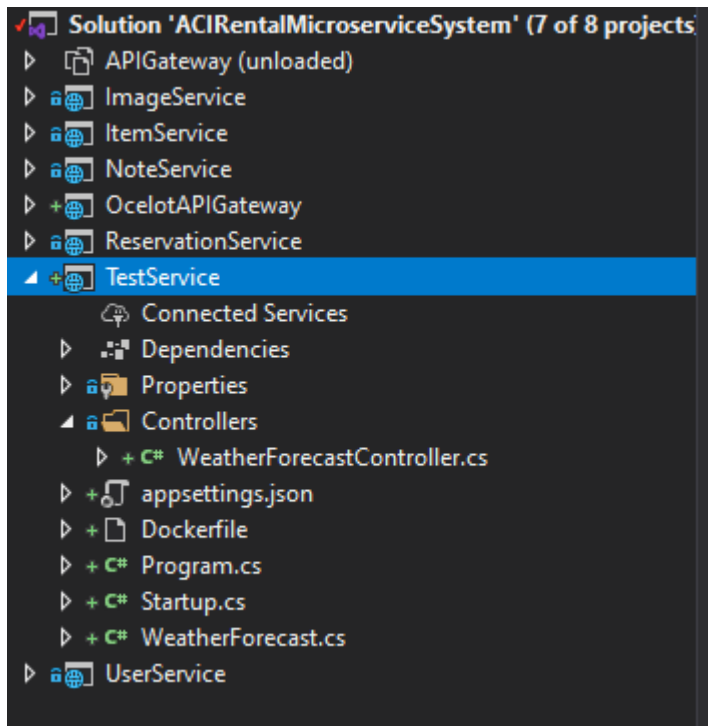 Solution 'ACIRentalMicroserviceSystem' (7 of 8 projects)
APIGateway (unloaded)
ImageService
ItemService
NoteService
OcelotAPIGateway
ReservationService
TestService
Connected Services
Dependencies
Properties
Controllers
C# WeatherForecastController.cs
appsettings.json
Dockerfile
C# Program.cs
C# Startup.cs
C# WeatherForecast.cs
UserService